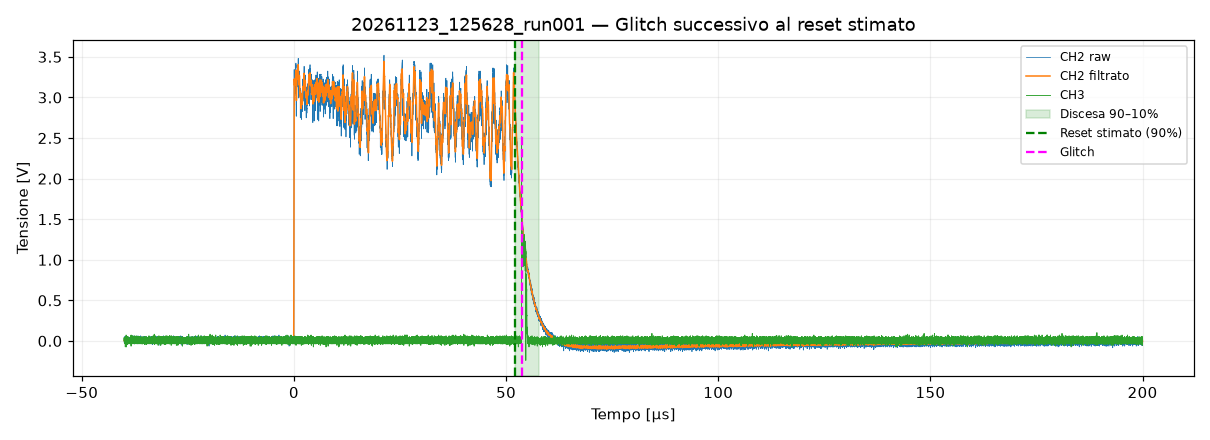 20261123_125628_run001 — Glitch successivo al reset stimato
Tensione [V]
3.5
3.0
2.5
2.0
1.5
1.0
0.5
0.0
−50
0
50
100
150
200
Tempo [µs]
CH2 raw
CH2 filtrato
CH3
Discesa 90–10%
Reset stimato (90%)
Glitch